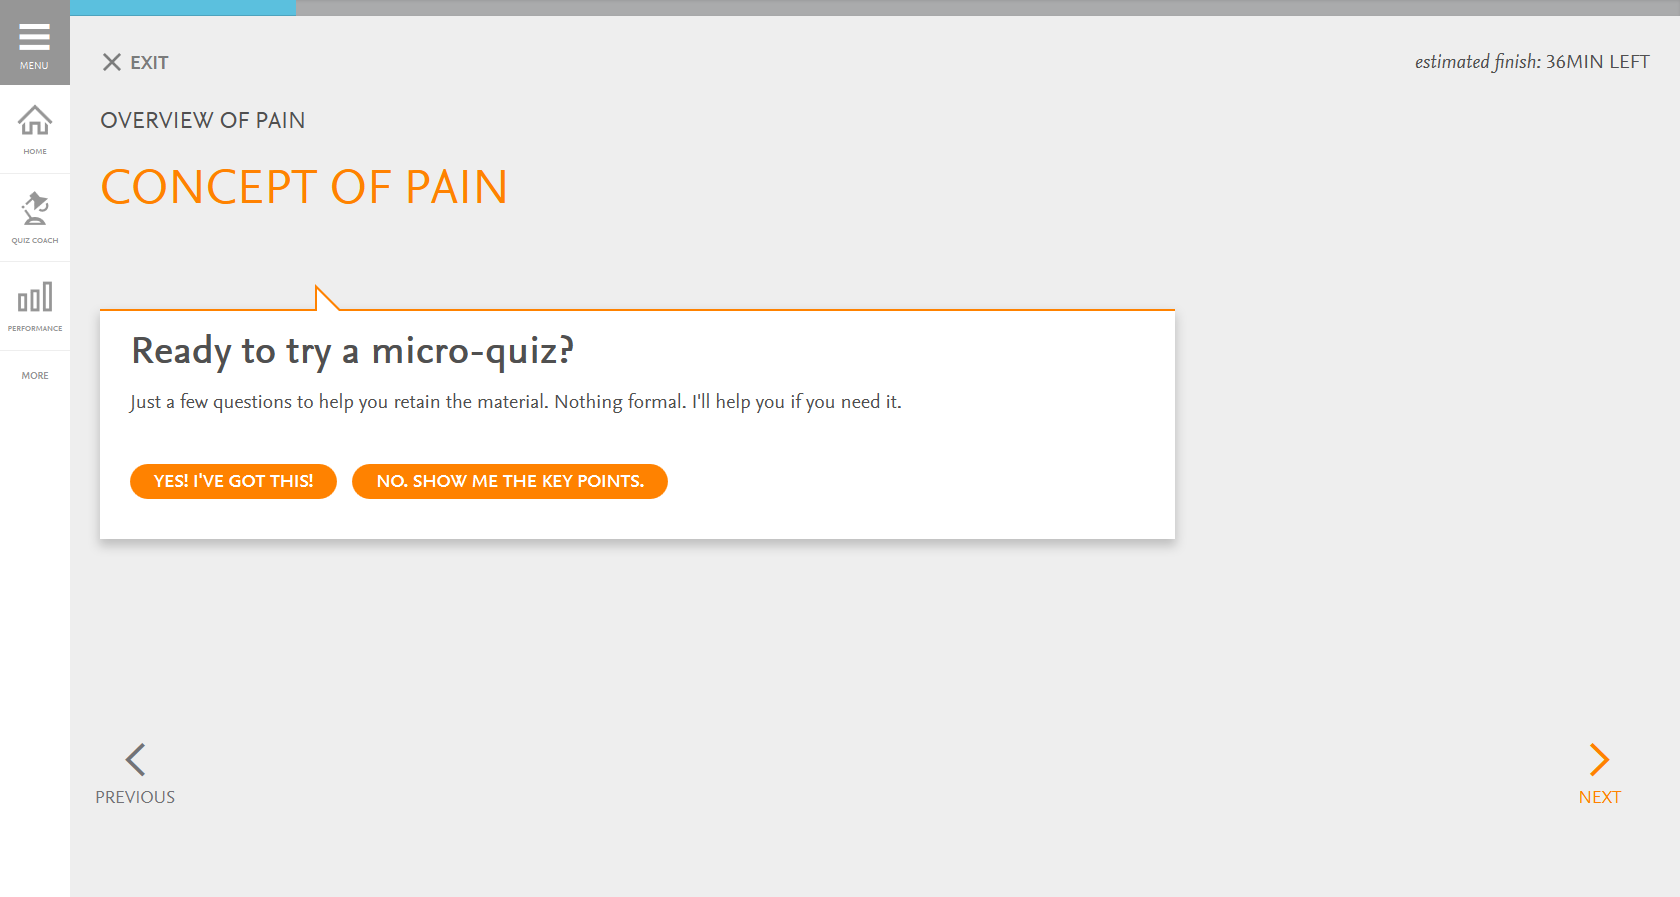 MENU
EXIT
estimated finish: 36MIN LEFT
OVERVIEW OF PAIN
HOME
CONCEPT OF PAIN
QUIZ COACH
PERFORMANCE
Ready to try a micro-quiz?
MORE
Just a few questions to help you retain the material. Nothing formal. I'll help you if you need it.
YES! I'VE GOT THIS!
NO. SHOW ME THE KEY POINTS.
PREVIOUS
NEXT